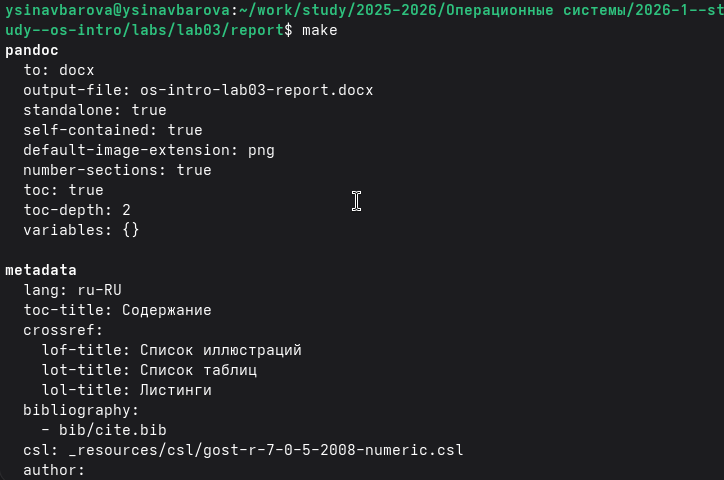 ysinavbarova@ysinavbarova:~/work/study/2025-2026/Операционные системы/2026-1--st
udy--os-intro/labs/lab03/report$ make
pandoc
  to: docx
  output-file: os-intro-lab03-report.docx
  standalone: true
  self-contained: true
  default-image-extension: png
  number-sections: true
  toc: true
  toc-depth: 2
  variables: {}

metadata
  lang: ru-RU
  toc-title: Содержание
  crossref:
    lof-title: Список иллюстраций
    lot-title: Список таблиц
    lol-title: Листинги
  bibliography:
    - bib/cite.bib
  csl: _resources/csl/gost-r-7-0-5-2008-numeric.csl
  author: